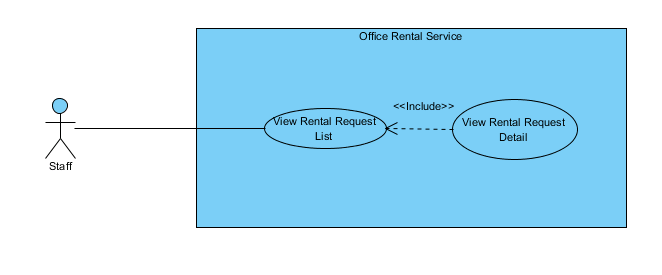 Office Rental Service
<<Include>>
View Rental Request
List
View Rental Request
Detail
Staff